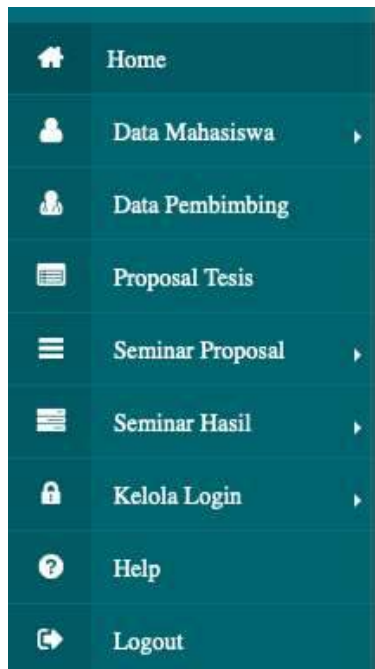 Home
Data Mahasiswa
Data Pembimbing
Proposal Tesis
Seminar Proposal
Seminar Hasil
Kelola Login
Help
Logout